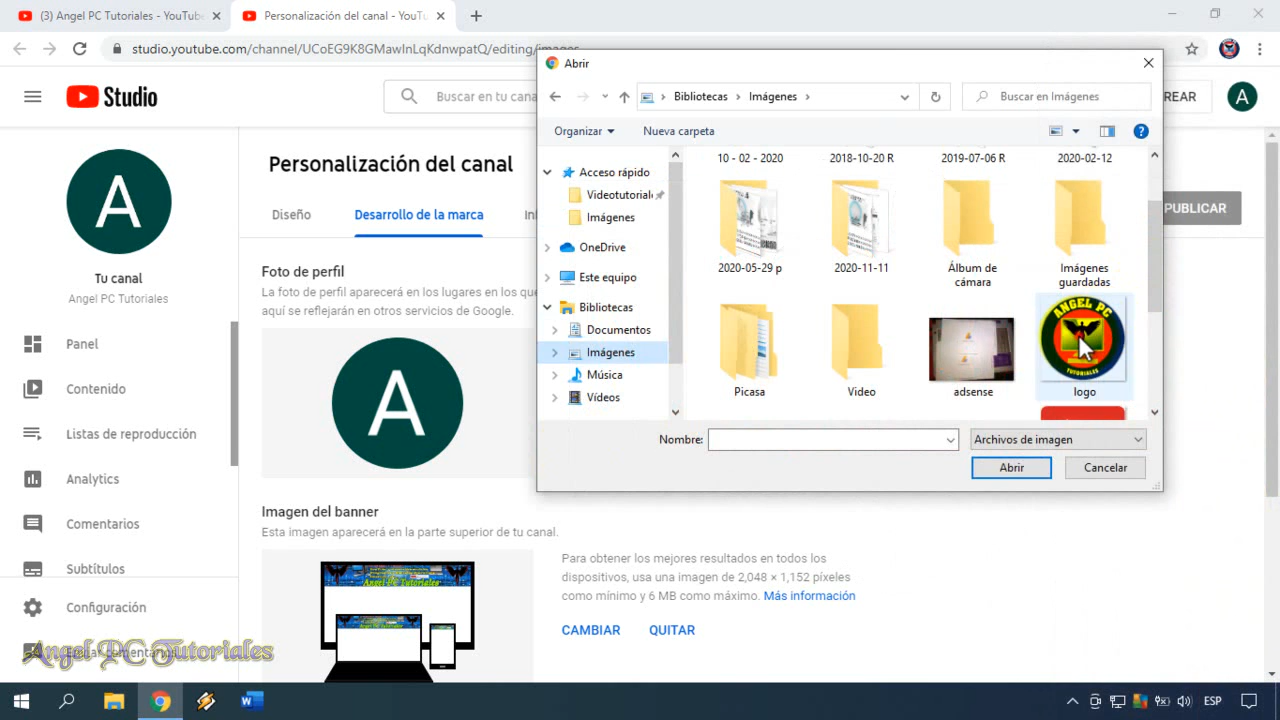 (3) Angel PC Tutoriales - YouTube
Personalización del canal - YouTu
studio.youtube.com/channel/UCoEG9K8GMawInLqKdnwpatQ/editing/images
Studio
Buscar en tu cana
REAR
A
A
Tu canal
Angel PC Tutoriales
Panel
Contenido
Listas de reproducción
Analytics
Comentarios
Subtítulos
Configuración
Angel PC Tutoriales
Personalización del canal
Diseño
Desarrollo de la marca
PUBLICAR
Foto de perfil
La foto de perfil aparecerá en los lugares en los que
aquí se reflejarán en otros servicios de Google.
A
Imagen del banner
Esta imagen aparecerá en la parte superior de tu canal.
Angel PC Tutoriales
Para obtener los mejores resultados en todos los
dispositivos, usa una imagen de 2,048 × 1,152 píxeles
como mínimo y 6 MB como máximo. Más información
CAMBIAR
QUITAR
Abrir
Bibliotecas
Imágenes
Buscar en Imágenes
Organizar
Nueva carpeta
Acceso rápido
Videotutoriale
Imágenes
OneDrive
Este equipo
Bibliotecas
Documentos
Imágenes
Música
Vídeos
10 - 02 - 2020
2018-10-20 R
2019-07-06 R
2020-02-12
2020-05-29 p
2020-11-11
Álbum de
cámara
Imágenes
guardadas
Picasa
Video
adsense
ANGEL PC
TUTORIALES
logo
Nombre:
Archivos de imagen
Abrir
Cancelar
ESP